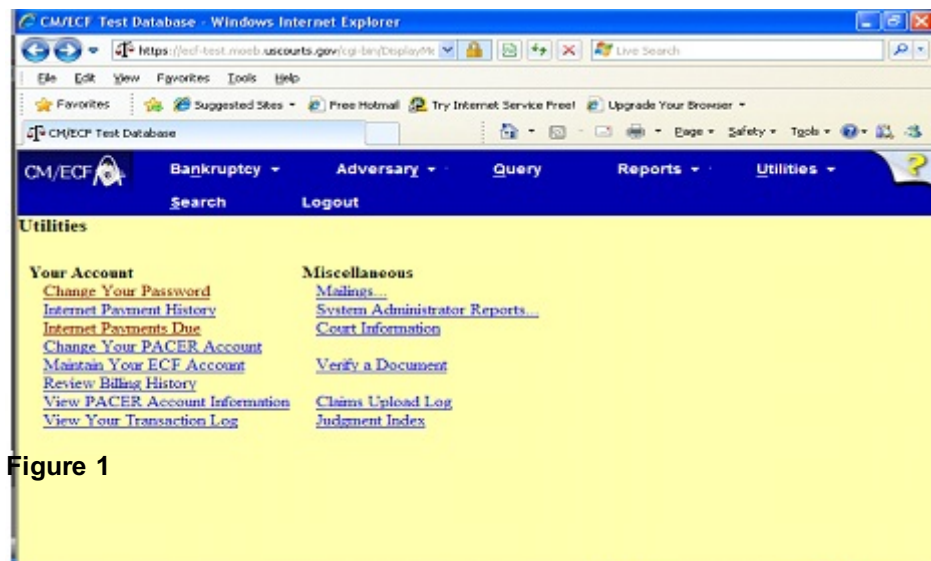 CM/ECF Test Database - Windows Internet Explorer
https://ecf-test.moeb.uscourts.gov/cgi-bin/DisplayMe Live Search
File Edit View Favorites Tools Help
Favorites Suggested Sites Free Hotmail Try Internet Service Free! Upgrade Your Browser
CM/ECF Test Database Page Safety Tools
CM/ECF Bankruptcy Adversary Query Reports Utilities ?
Search Logout
Utilities
Your Account
Change Your Password
Internet Payment History
Internet Payments Due
Change Your PACER Account
Maintain Your ECF Account
Review Billing History
View PACER Account Information
View Your Transaction Log
Miscellaneous
Mailings...
System Administrator Reports...
Court Information
Verify a Document
Claims Upload Log
Judgment Index
Figure 1